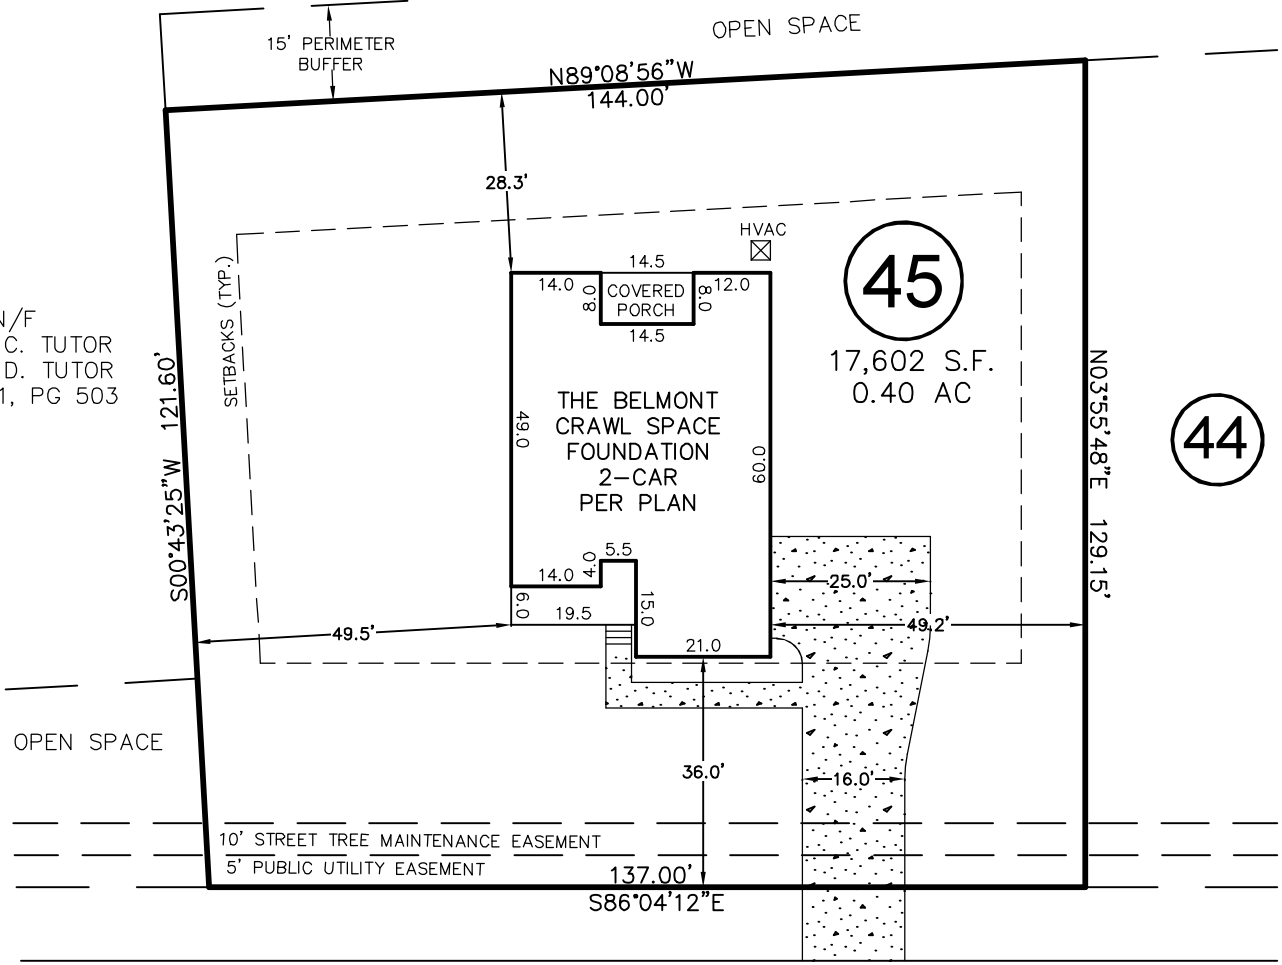 OPEN SPACE
15' PERIMETER
BUFFER
N89°08'56"W
144.00'
28.3'
HVAC
45
17,602 S.F.
0.40 AC
14.5
14.0
8.0
COVERED
PORCH
8.0
12.0
14.5
SETBACKS (TYP.)
N/F
C. TUTOR
D. TUTOR
1, PG 503
S00°43'25"W 121.60'
49.0
THE BELMONT
CRAWL SPACE
FOUNDATION
2-CAR
PER PLAN
60.0
N03°55'48"E 129.15'
44
5.5
4.0
14.0
6.0
19.5
15.0
25.0'
49.5'
49.2'
21.0
OPEN SPACE
36.0'
16.0'
10' STREET TREE MAINTENANCE EASEMENT
5' PUBLIC UTILITY EASEMENT
137.00'
S86°04'12"E